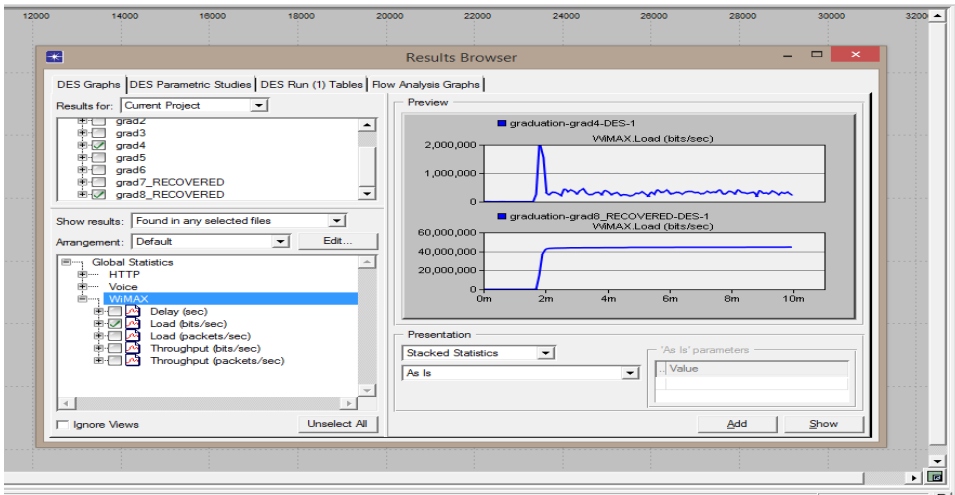 12000 14000 16000 18000 20000 22000 24000 26000 28000 30000 3200
Results Browser
DES Graphs DES Parametric Studies DES Run (1) Tables Flow Analysis Graphs
Results for: Current Project
grad2
grad3
grad4
grad5
grad6
grad7_RECOVERED
grad8_RECOVERED
Show results: Found in any selected files
Arrangement: Default Edit...
Global Statistics
HTTP
Voice
WiMAX
Delay (sec)
Load (bits/sec)
Load (packets/sec)
Throughput (bits/sec)
Throughput (packets/sec)
Ignore Views Unselect All
Preview
graduation-grad4-DES-1
WiMAX.Load (bits/sec)
2,000,000
1,000,000
0
graduation-grad8_RECOVERED-DES-1
WiMAX.Load (bits/sec)
60,000,000
40,000,000
20,000,000
0
0m 2m 4m 6m 8m 10m
Presentation
Stacked Statistics
As Is
'As Is' parameters
.. Value
Add Show